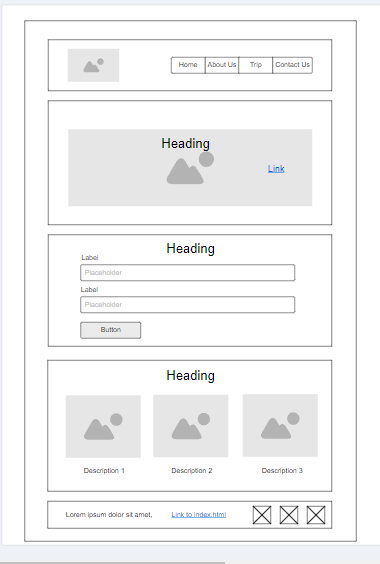 Home About Us Trip Contact Us
Heading
Link
Heading
Label
Placeholder
Label
Placeholder
Button
Heading
Description 1 Description 2 Description 3
Lorem ipsum dolor sit amet, Link to index.html